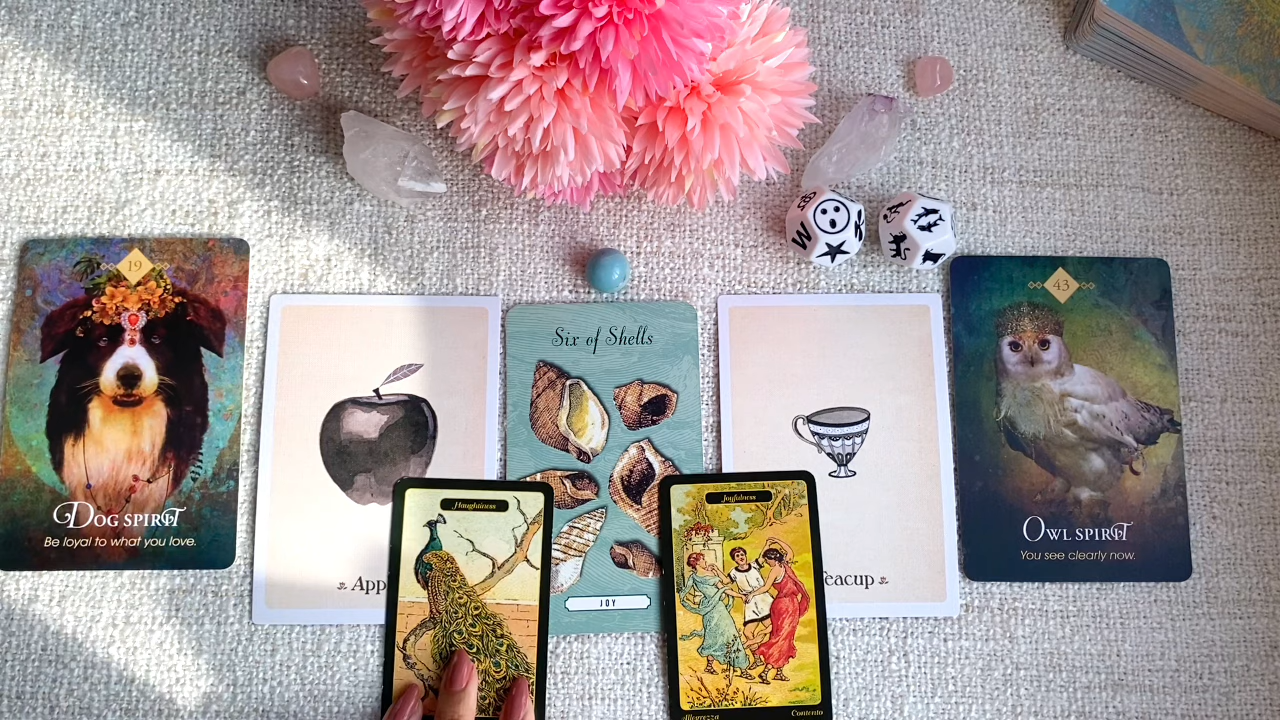 19
DOG SPIRIT
Be loyal to what you love.
App
Haughtiness
Six of Shells
JOY
Joyfulness
Allegrezza
Contento
Teacup
W
43
OWL SPIRIT
You see clearly now.